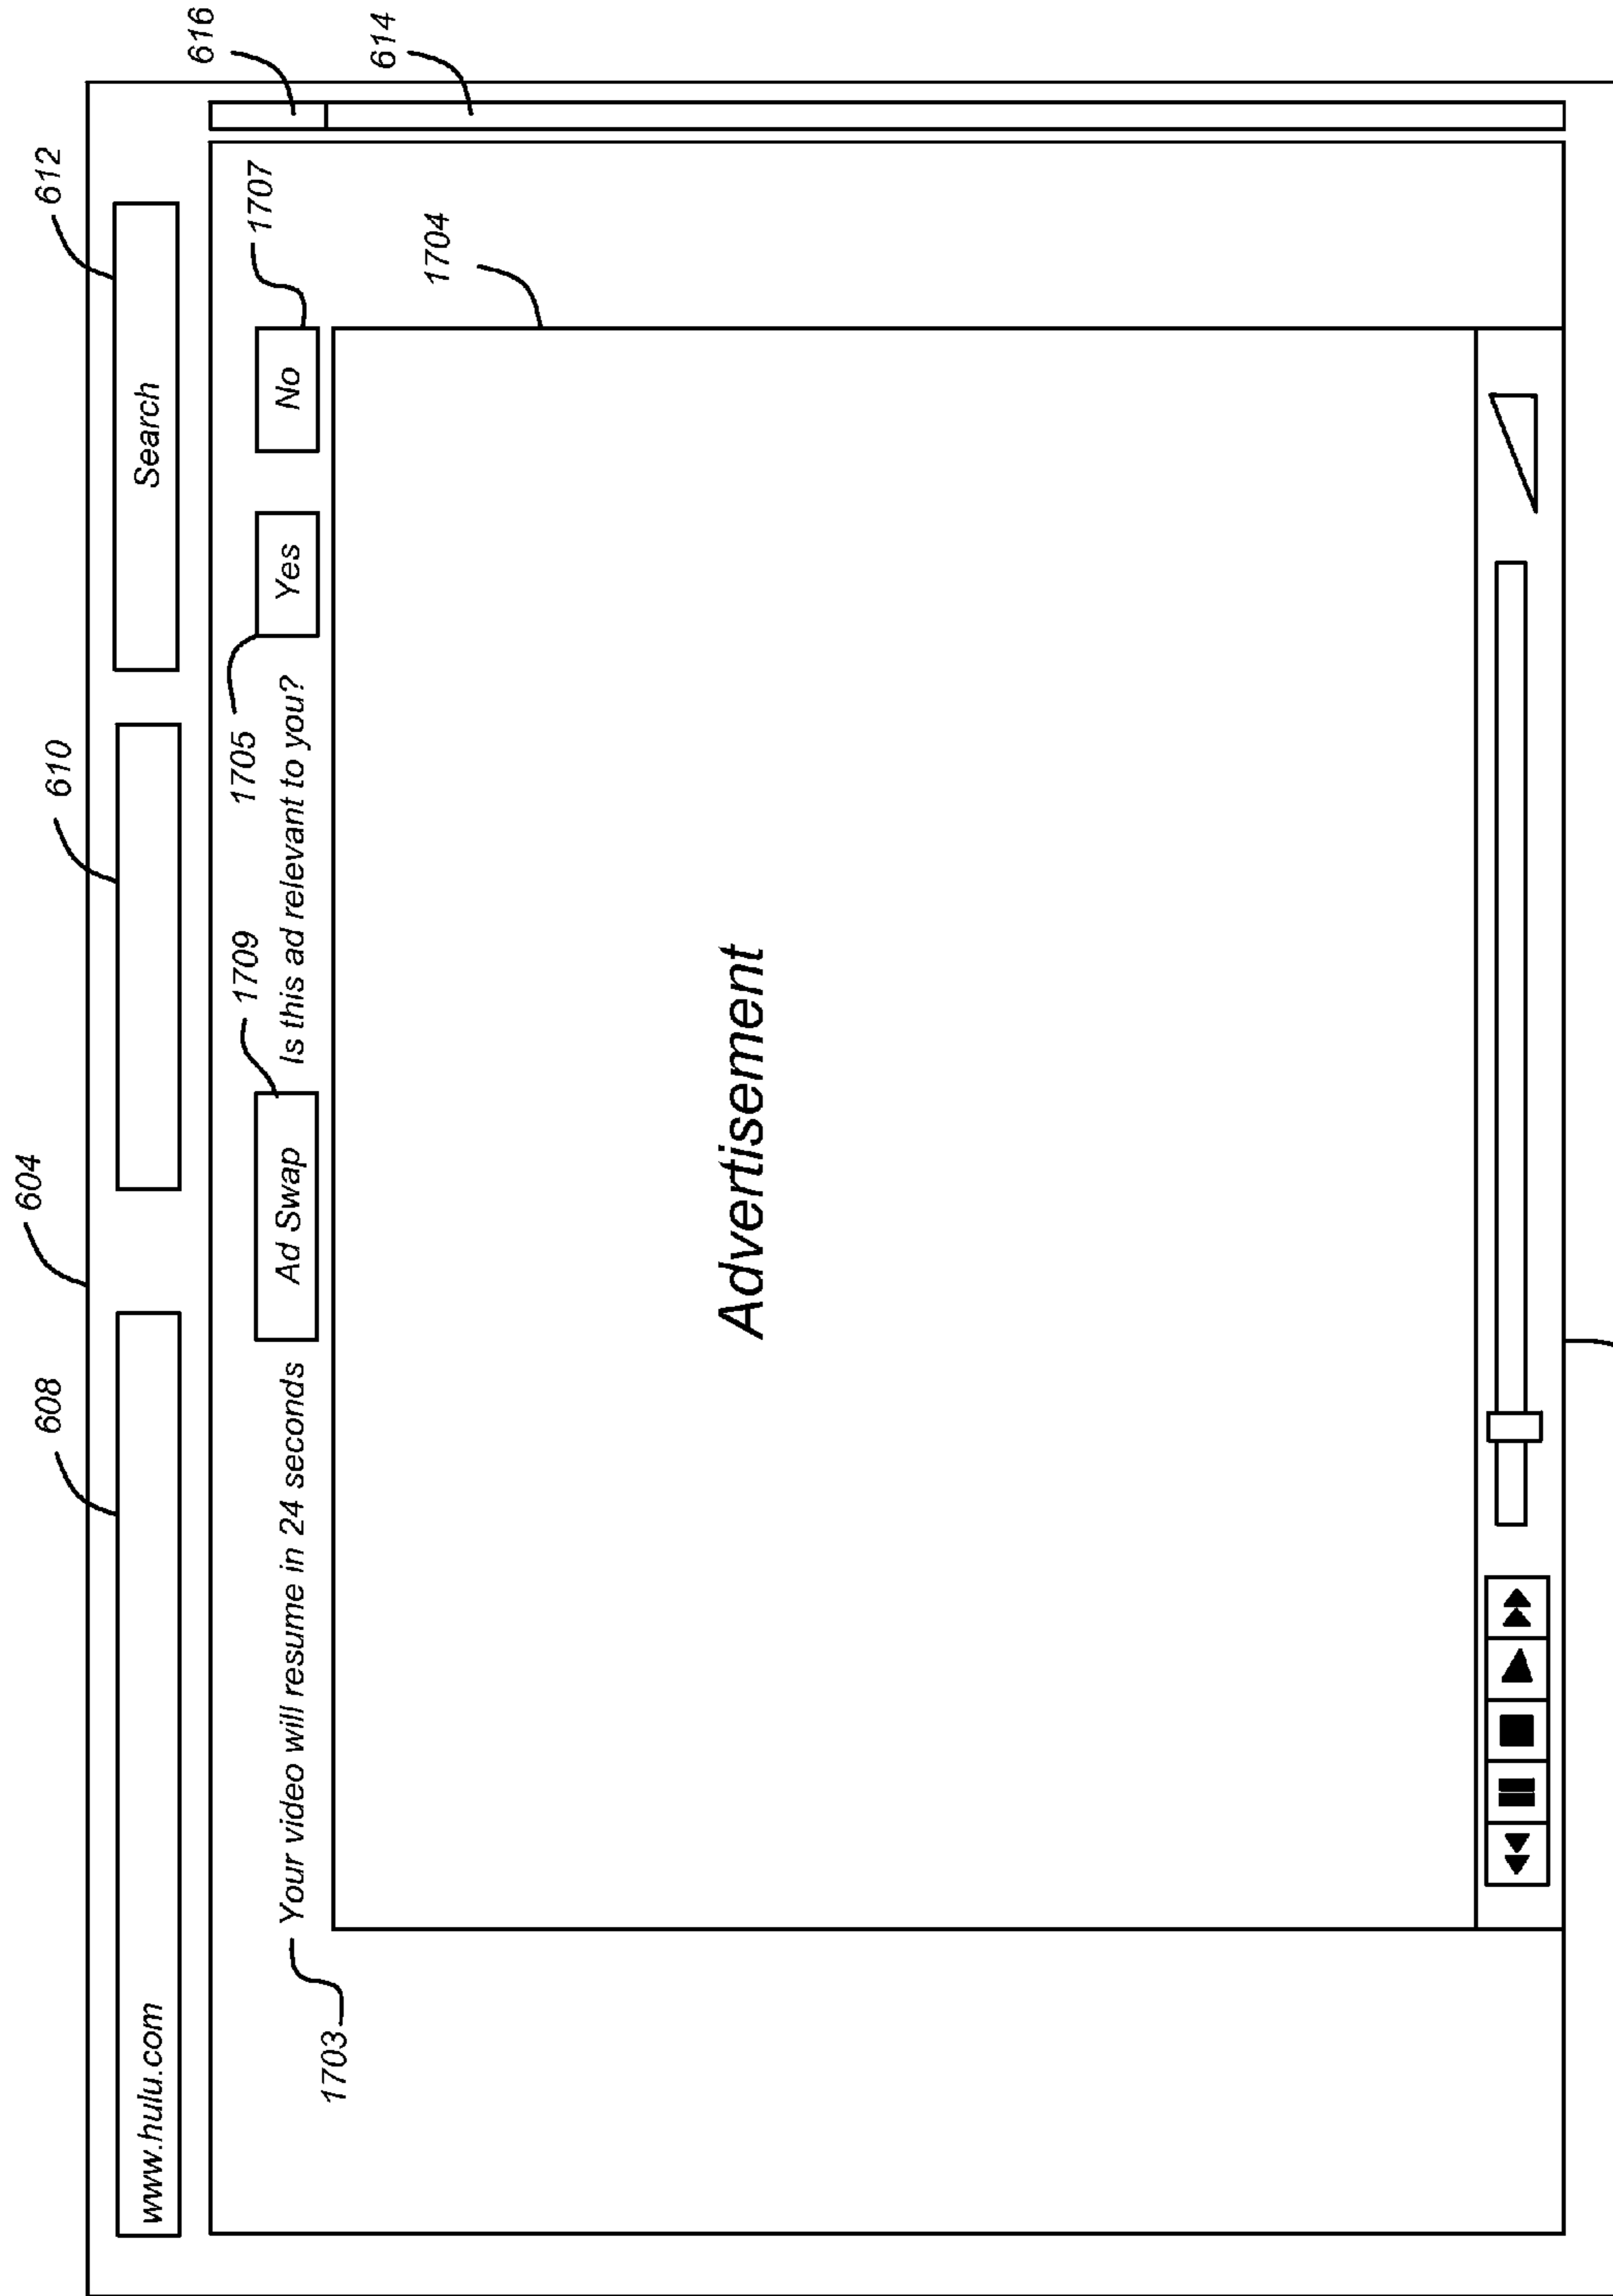 604
608
610
612
616
www.hulu.com
Search
614
1709
1705
1707
1703
Your video will resume in 24 seconds
Ad Swap
Is this ad relevant to you?
Yes
No
1704
Advertisement